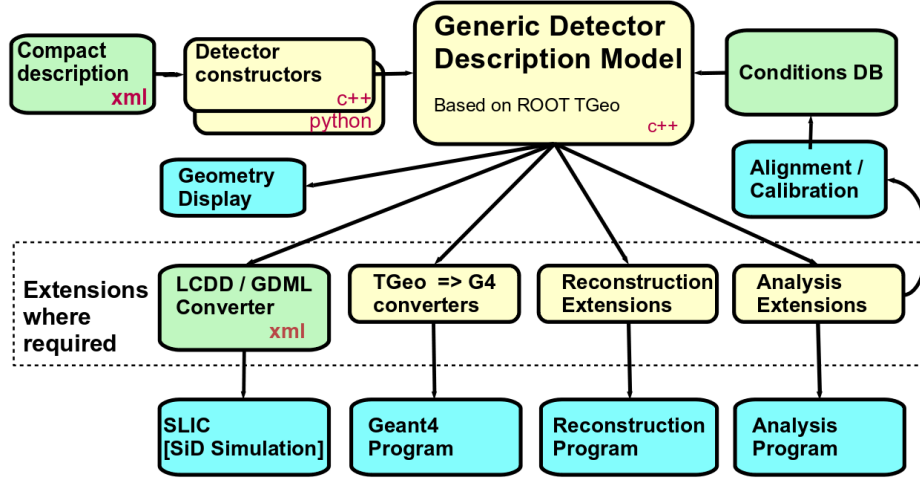 Compact
description
xml
Detector
constructors
c++
python
Generic Detector
Description Model
Based on ROOT TGeo
c++
Conditions DB
Geometry
Display
Alignment /
Calibration
Extensions
where
required
LCDD / GDML
Converter
xml
TGeo => G4
converters
Reconstruction
Extensions
Analysis
Extensions
SLIC
[SiD Simulation]
Geant4
Program
Reconstruction
Program
Analysis
Program